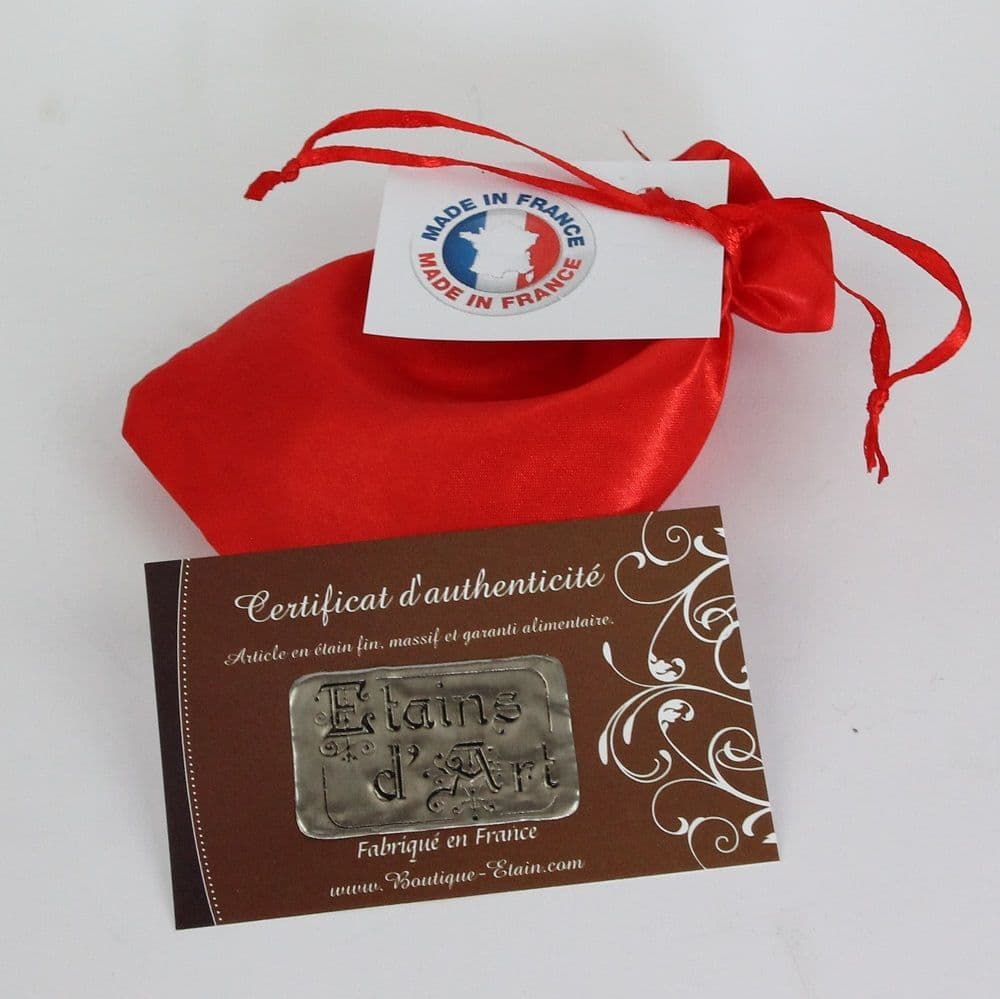 MADE IN FRANCE
MADE IN FRANCE
Certificat d'authenticité
Article en étain fin, massif et garanti alimentaire.
Etains
d'Art
Fabriqué en France
www.Boutique-Etain.com